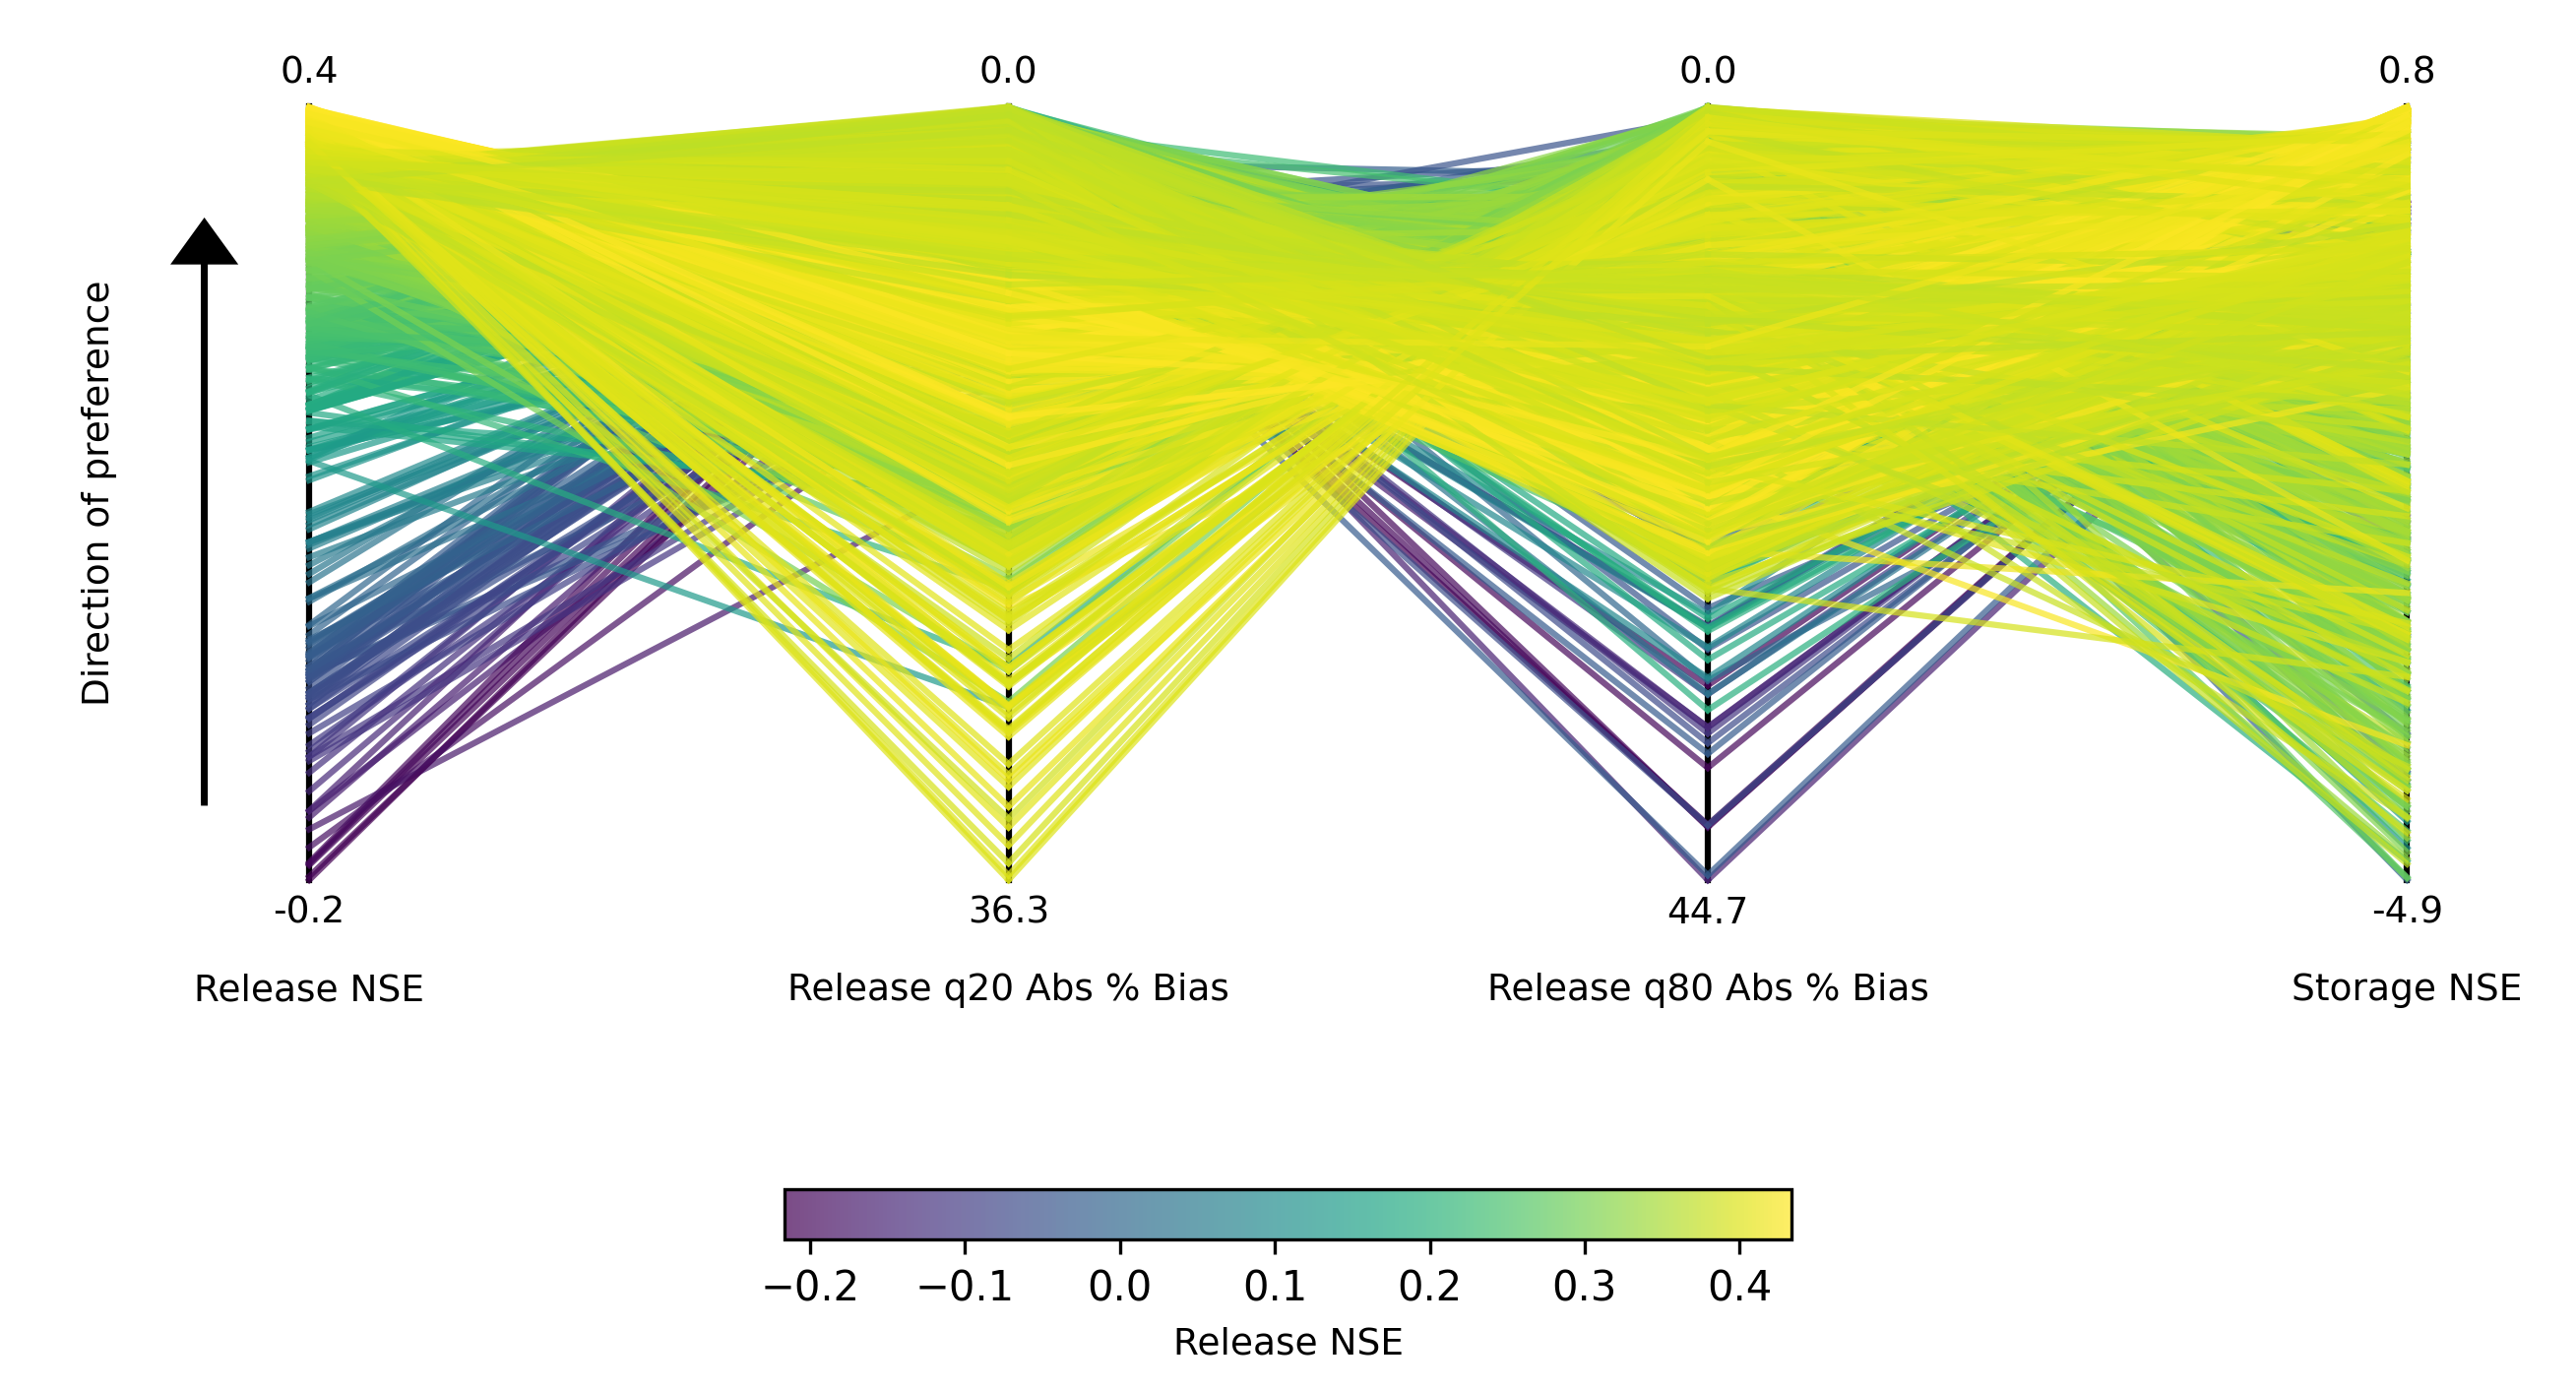 0.4
0.0
0.0
0.8
Direction of preference
-0.2
36.3
44.7
-4.9
Release NSE
Release q20 Abs % Bias
Release q80 Abs % Bias
Storage NSE
−0.2
−0.1
0.0
0.1
0.2
0.3
0.4
Release NSE